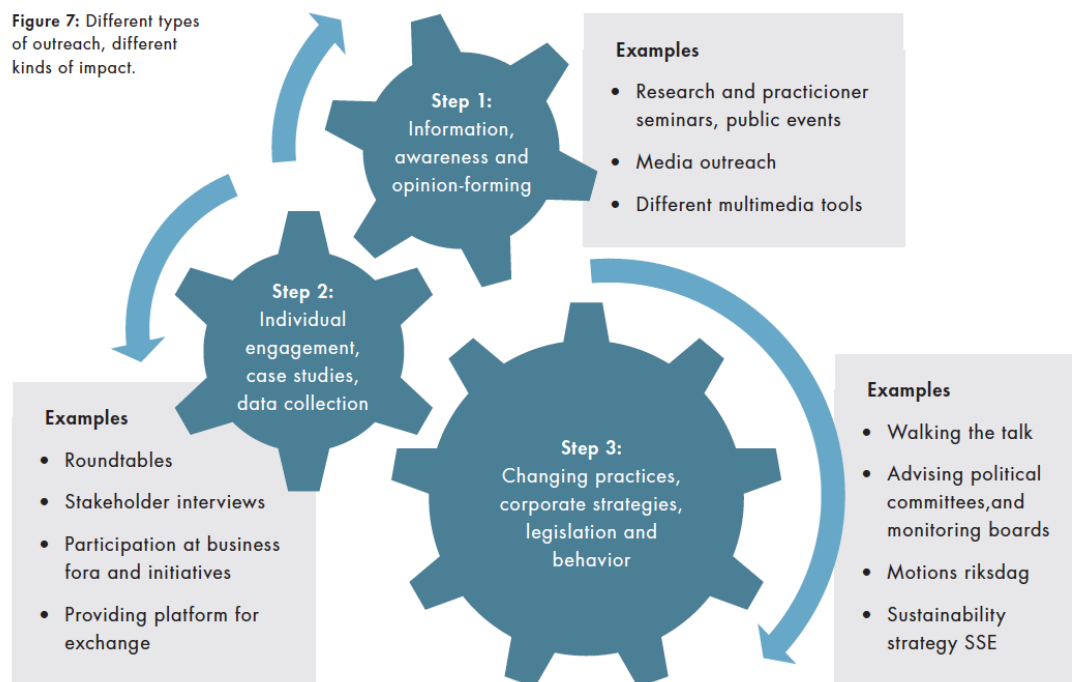 Figure 7: Different types
of outreach, different
kinds of impact.
Step 1:
Information,
awareness and
opinion-forming
Examples
• Research and practicioner
seminars, public events
• Media outreach
• Different multimedia tools
Step 2:
Individual
engagement,
case studies,
data collection
Examples
• Roundtables
• Stakeholder interviews
• Participation at business
fora and initiatives
• Providing platform for
exchange
Step 3:
Changing practices,
corporate strategies,
legislation and
behavior
Examples
• Walking the talk
• Advising political
committees,and
monitoring boards
• Motions riksdag
• Sustainability
strategy SSE